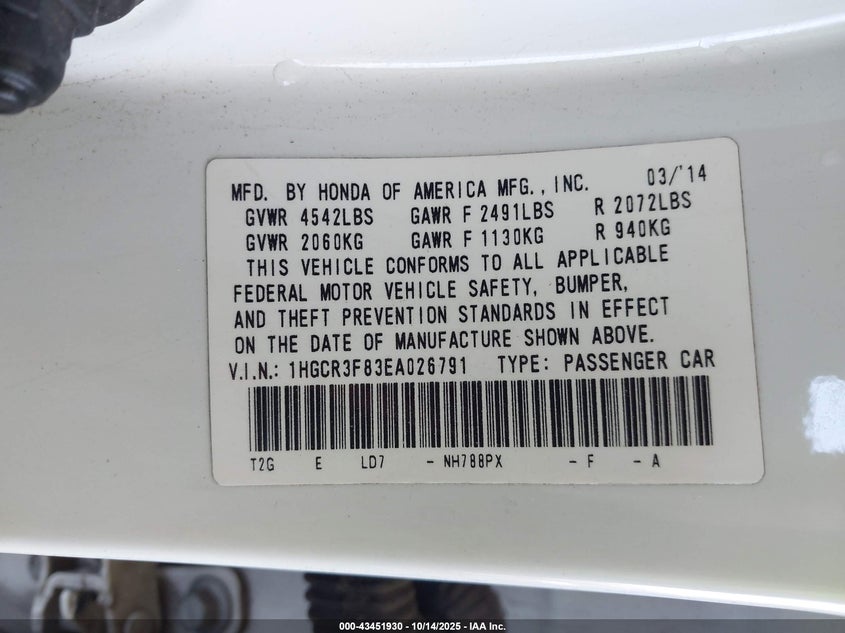 MFD. BY HONDA OF AMERICA MFG., INC. 03/'14
GVWR 4542LBS GAWR F 2491LBS R 2072LBS
GVWR 2060KG GAWR F 1130KG R 940KG
THIS VEHICLE CONFORMS TO ALL APPLICABLE
FEDERAL MOTOR VEHICLE SAFETY, BUMPER,
AND THEFT PREVENTION STANDARDS IN EFFECT
ON THE DATE OF MANUFACTURE SHOWN ABOVE.
V.I.N.: 1HGCR3F83EA026791 TYPE: PASSENGER CAR
T2G E LD7 - NH788PX - F - A
000-43451930 - 10/14/2025 - IAA Inc.